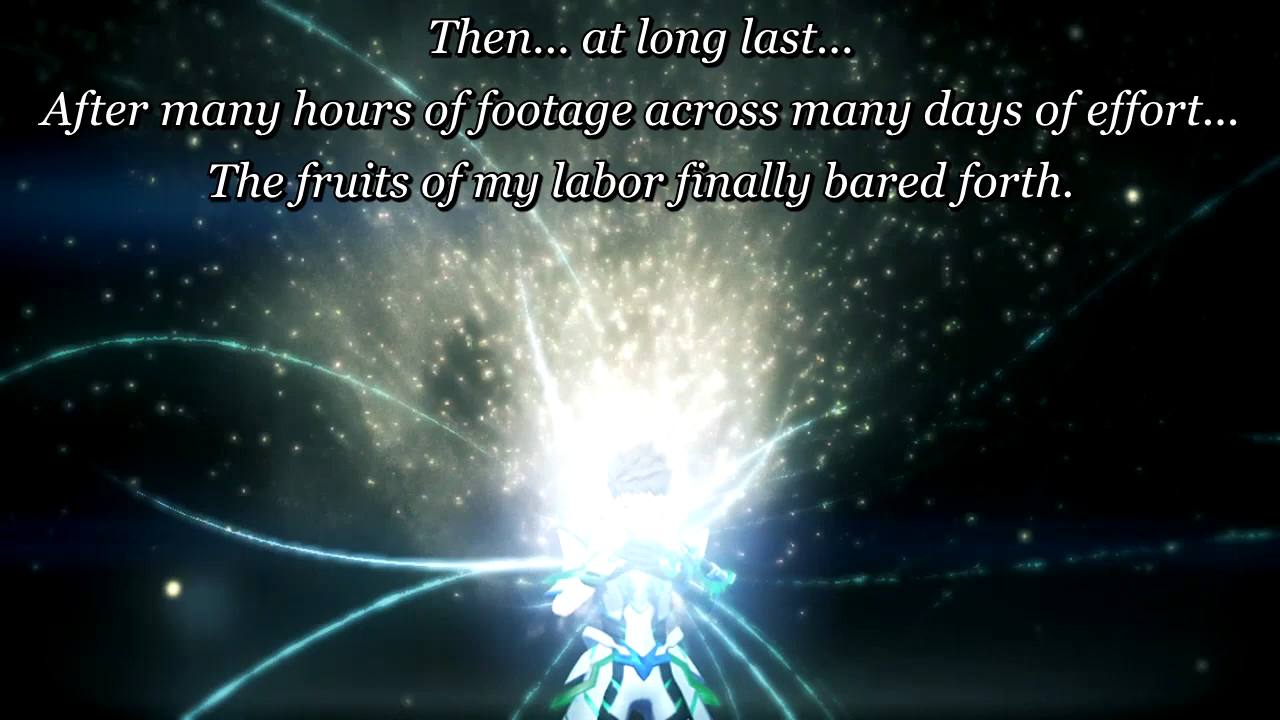 Then... at long last...
After many hours of footage across many days of effort...
The fruits of my labor finally bared forth.